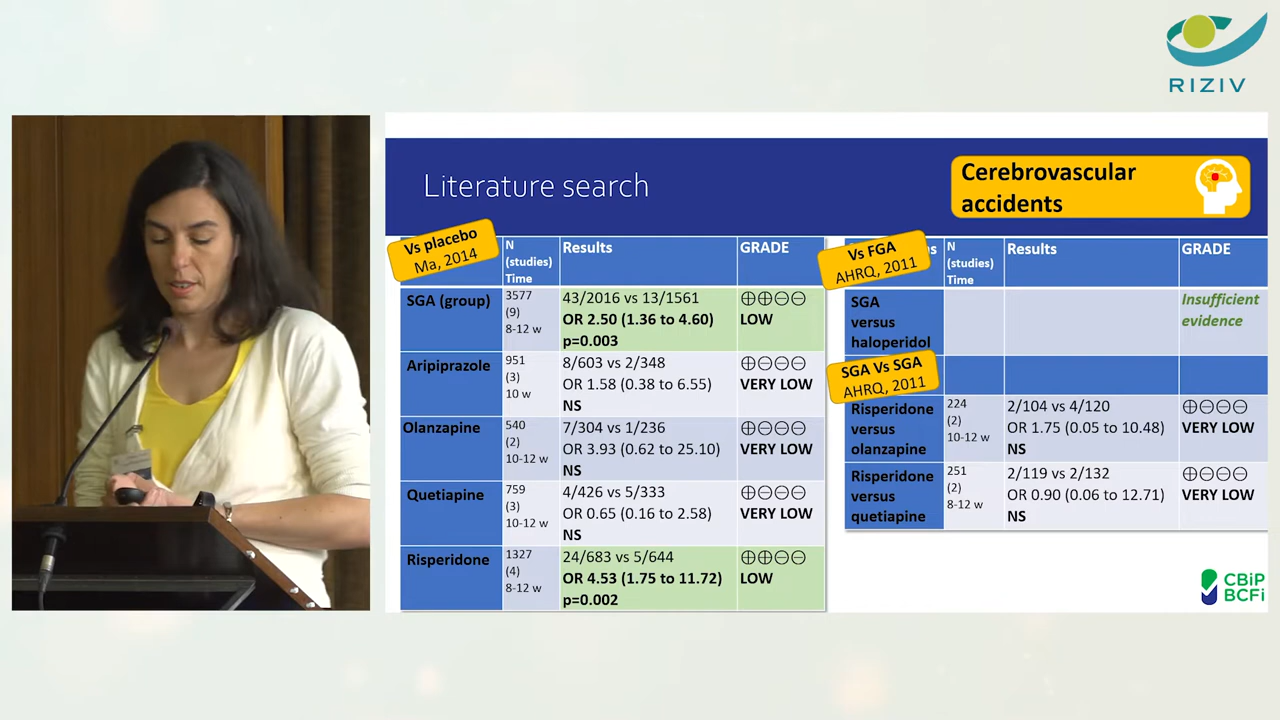 RIZIV
Literature search
Cerebrovascular
accidents
Vs placebo
Ma, 2014
N
(studies)
Time
Results
GRADE
SGA (group)
3577
(9)
8-12 w
43/2016 vs 13/1561
OR 2.50 (1.36 to 4.60)
p=0.003
⊕⊕⊖⊖
LOW
Aripiprazole
951
(3)
10 w
8/603 vs 2/348
OR 1.58 (0.38 to 6.55)
NS
⊕⊖⊖⊖
VERY LOW
Olanzapine
540
(2)
10-12 w
7/304 vs 1/236
OR 3.93 (0.62 to 25.10)
NS
⊕⊖⊖⊖
VERY LOW
Quetiapine
759
(3)
10-12 w
4/426 vs 5/333
OR 0.65 (0.16 to 2.58)
NS
⊕⊖⊖⊖
VERY LOW
Risperidone
1327
(4)
8-12 w
24/683 vs 5/644
OR 4.53 (1.75 to 11.72)
p=0.002
⊕⊕⊖⊖
LOW
Vs FGA
AHRQ, 2011
N
(studies)
Time
Results
GRADE
SGA
versus
haloperidol
Insufficient
evidence
SGA Vs SGA
AHRQ, 2011
Risperidone
versus
olanzapine
224
(2)
10-12 w
2/104 vs 4/120
OR 1.75 (0.05 to 10.48)
NS
⊕⊖⊖⊖
VERY LOW
Risperidone
versus
quetiapine
251
(2)
8-12 w
2/119 vs 2/132
OR 0.90 (0.06 to 12.71)
NS
⊕⊖⊖⊖
VERY LOW
CBiP
BCFi